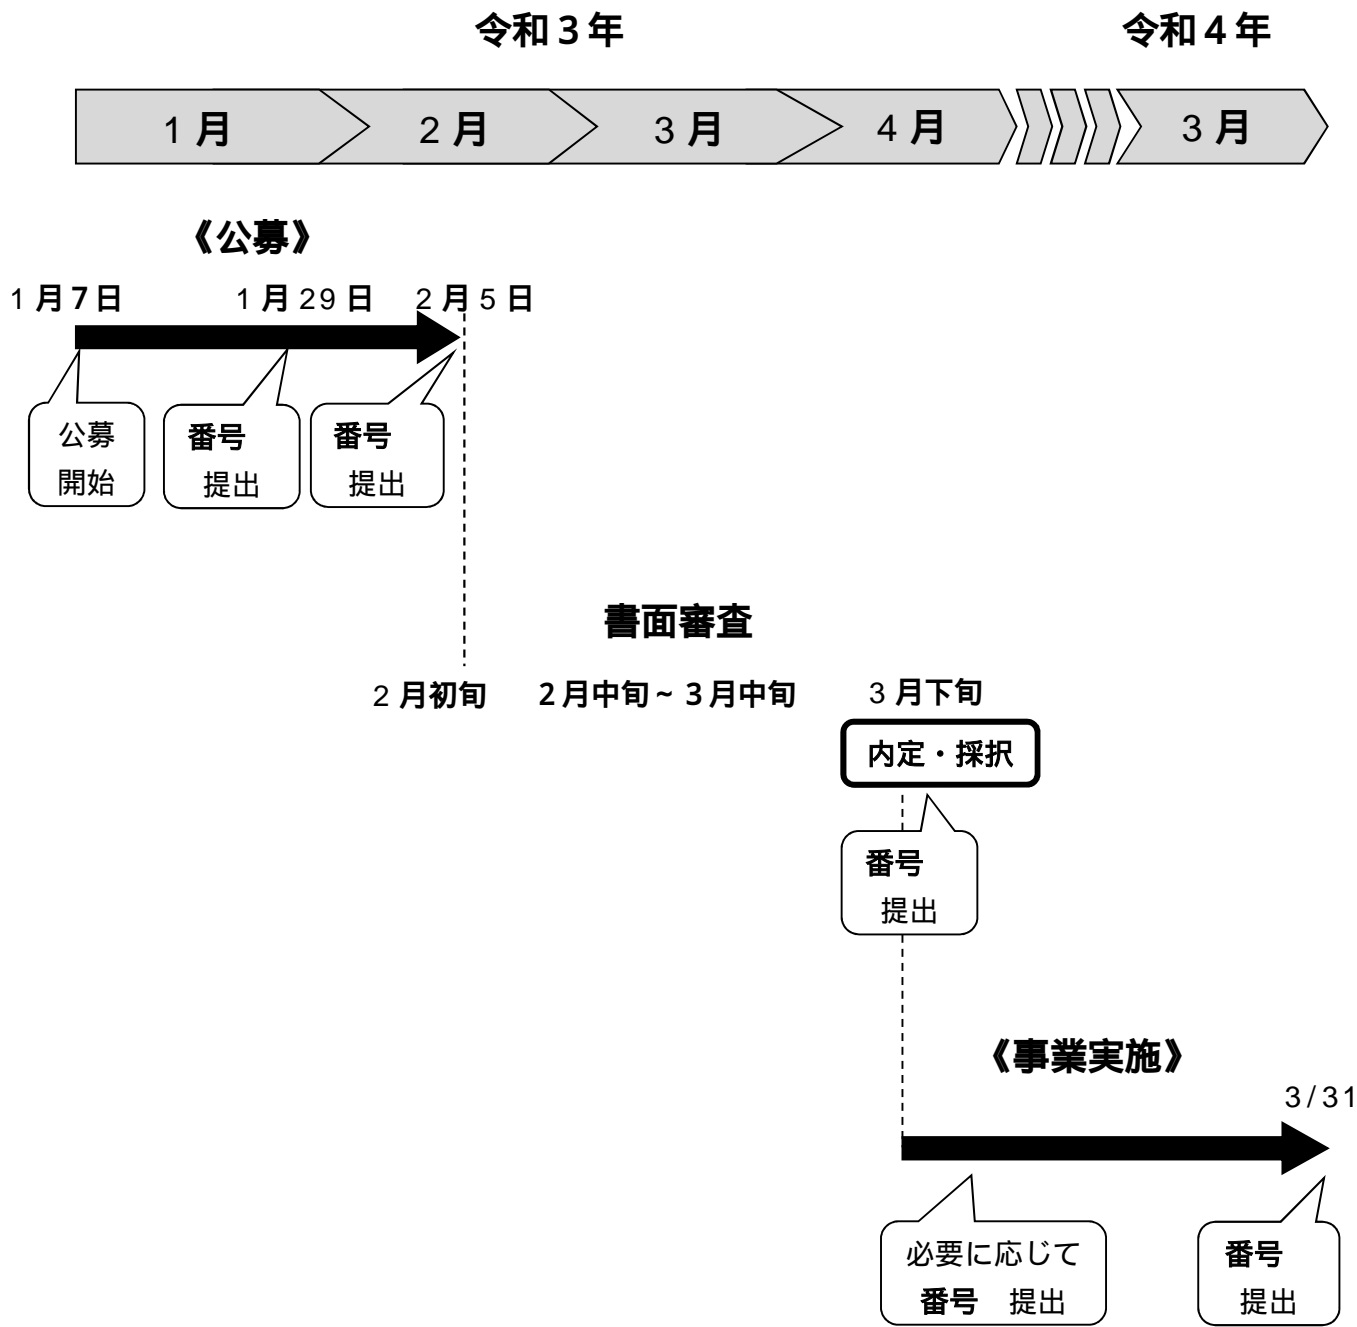 令和３年
令和４年
1 月
2 月
3 月
4 月
3 月
《公募》
1 月 7 日
1 月 29 日
2 月 5 日
公募
開始
番号
提出
番号
提出
書面審査
2 月初旬
2 月中旬～ 3 月中旬
3 月下旬
内定・採択
番号
提出
《事業実施》
3/31
必要に応じて
番号　提出
番号
提出